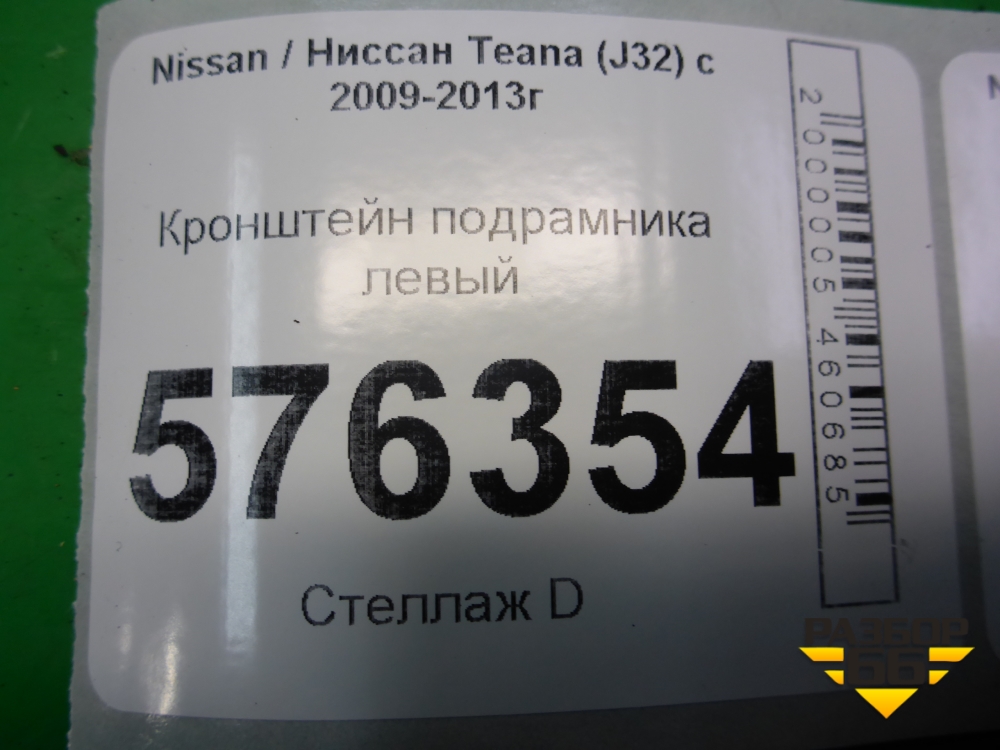 Nissan / Ниссан Teana (J32) с
2009-2013г
Кронштейн подрамника
левый
576354
Стеллаж D
2000005460685
РАЗБОР
66